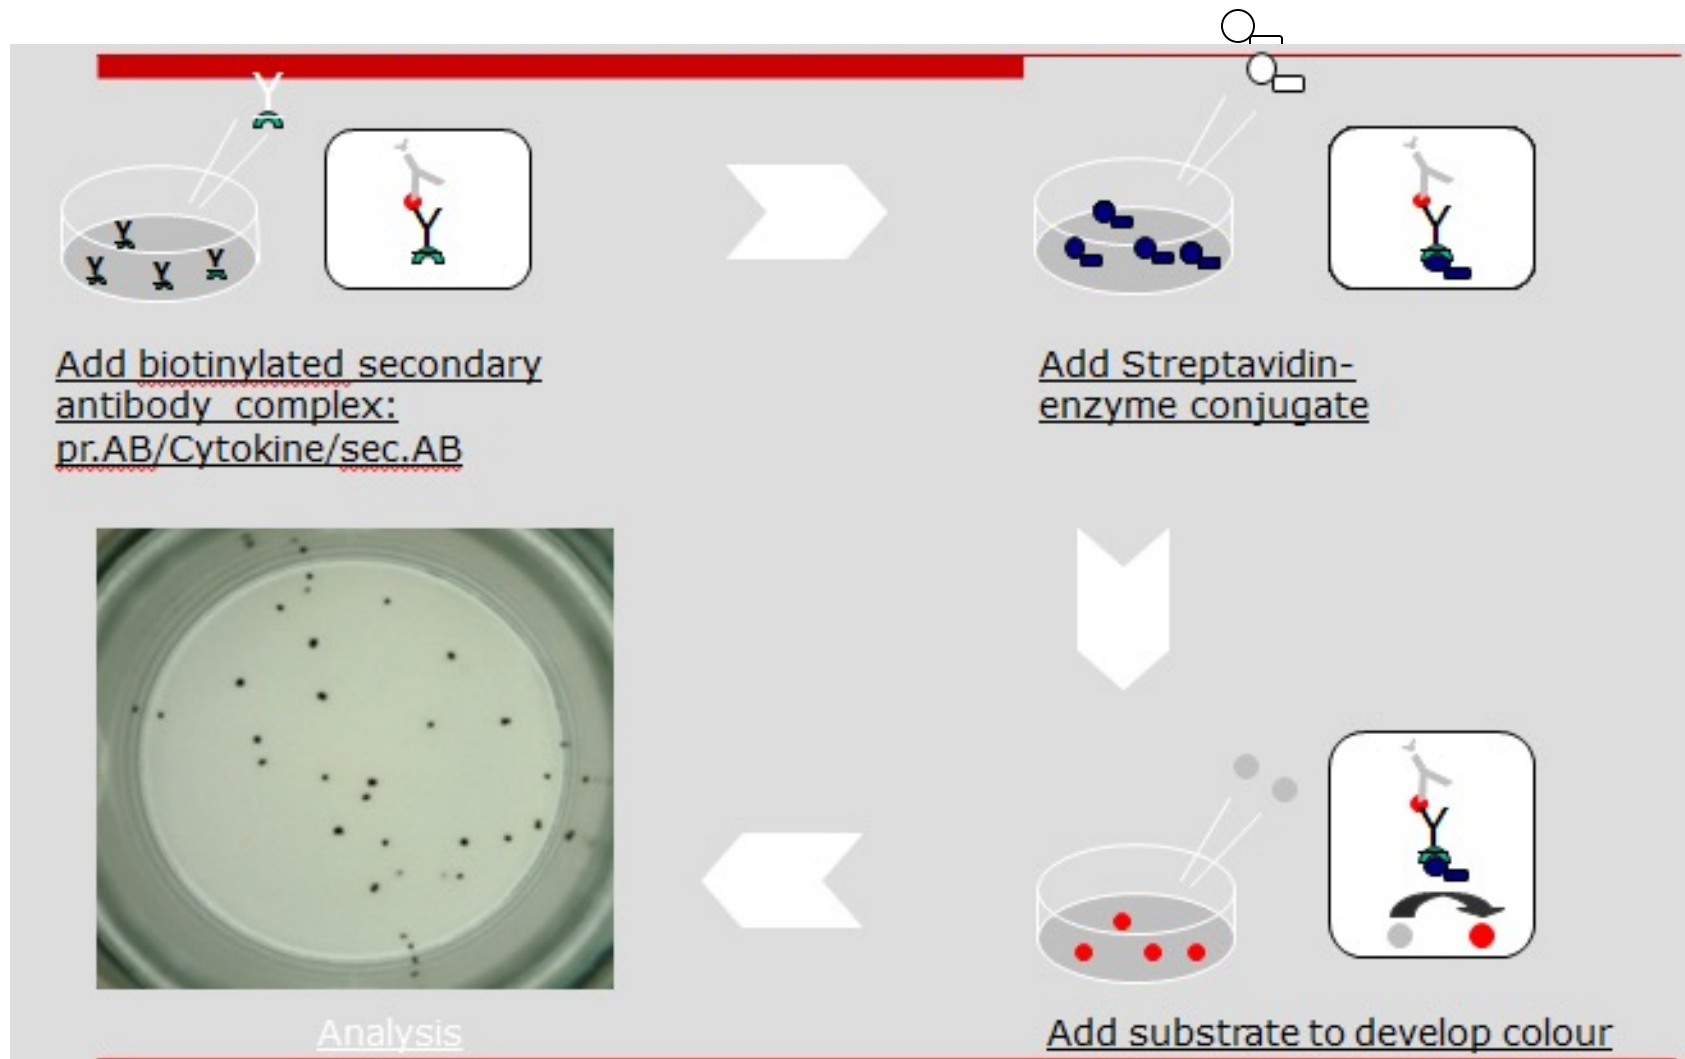 Add biotinylated secondary
antibody complex:
pr.AB/Cytokine/sec.AB
Add Streptavidin-
enzyme conjugate
Analysis
Add substrate to develop colour